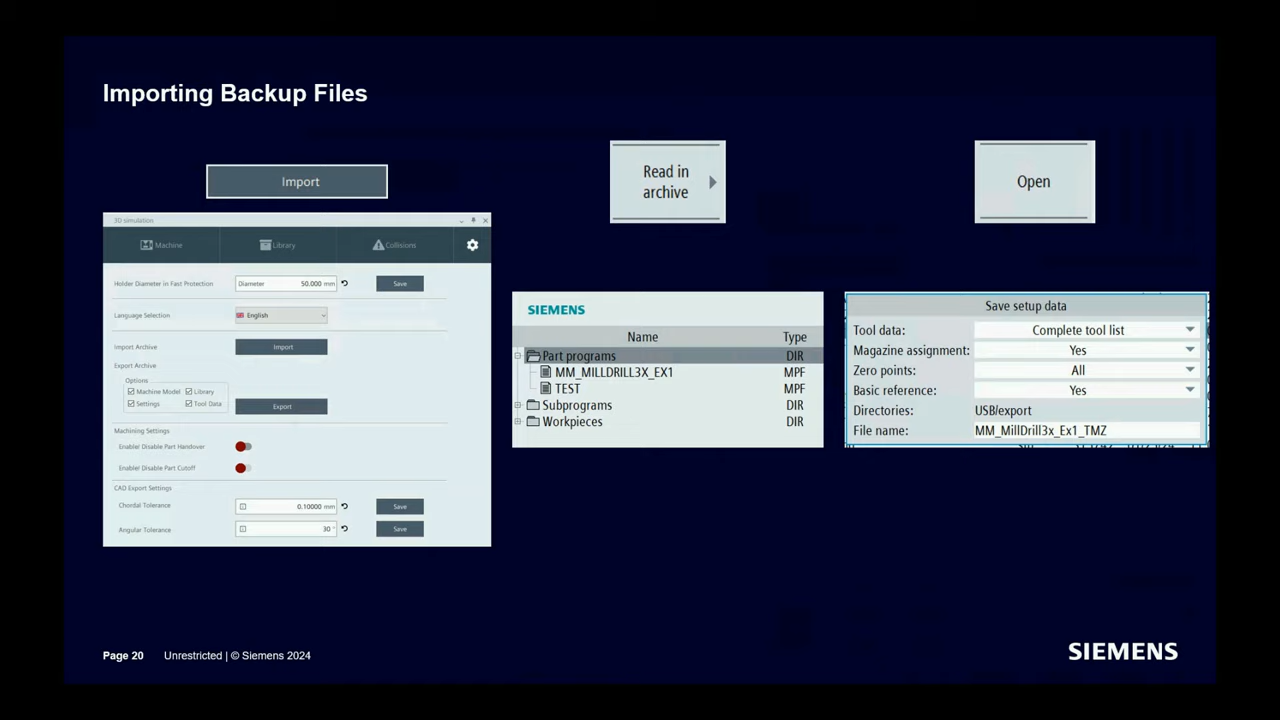 Importing Backup Files
Import
3D simulation
Machine
Library
Collisions
Holder Diameter in Fast Protection
Diameter
50.000 mm
Save
Language Selection
English
Import Archive
Import
Export Archive
Options
Machine Model
Library
Settings
Tool Data
Export
Machining Settings
Enable! Disable Part Handover
Enable! Disable Part Cutoff
CAD Export Settings
Chordal Tolerance
0.10000 mm
Save
Angular Tolerance
30 °
Save
Read in
archive
SIEMENS
Name Type
Part programs DIR
MM_MILLDRILL3X_EX1 MPF
TEST MPF
Subprograms DIR
Workpieces DIR
Open
Save setup data
Tool data: Complete tool list
Magazine assignment: Yes
Zero points: All
Basic reference: Yes
Directories: USB/export
File name: MM_MillDrill3x_Ex1_TMZ
Page 20 Unrestricted | © Siemens 2024
SIEMENS